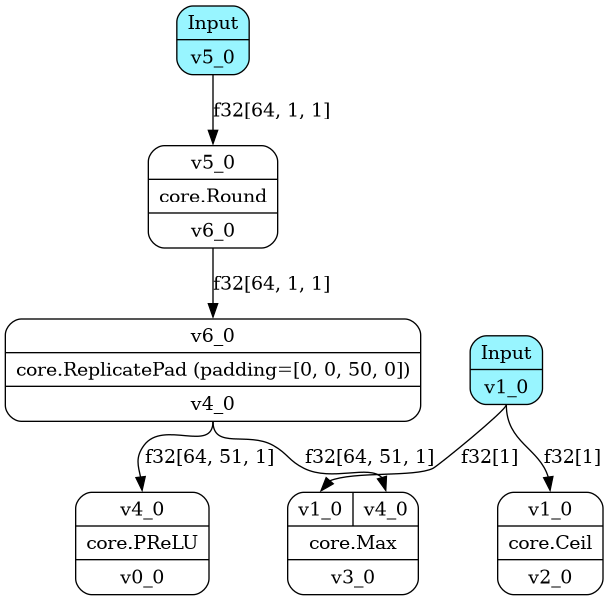 Input
v5_0
f32[64, 1, 1]
v5_0
core.Round
v6_0
f32[64, 1, 1]
v6_0
core.ReplicatePad (padding=[0, 0, 50, 0])
v4_0
Input
v1_0
f32[64, 51, 1]
f32[64, 51, 1]
f32[1]
f32[1]
v4_0
core.PReLU
v0_0
v1_0 v4_0
core.Max
v3_0
v1_0
core.Ceil
v2_0